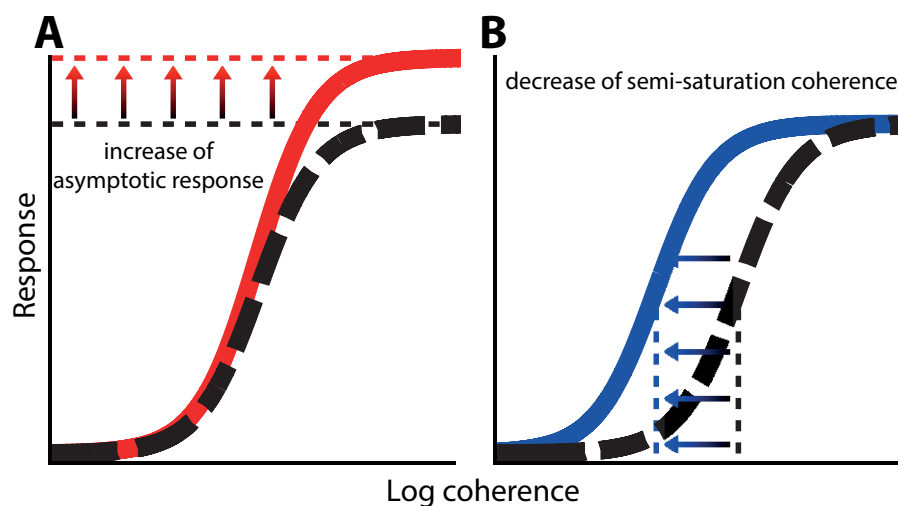 A
B
decrease of semi-saturation coherence
increase of
asymptotic response
Response
Log coherence